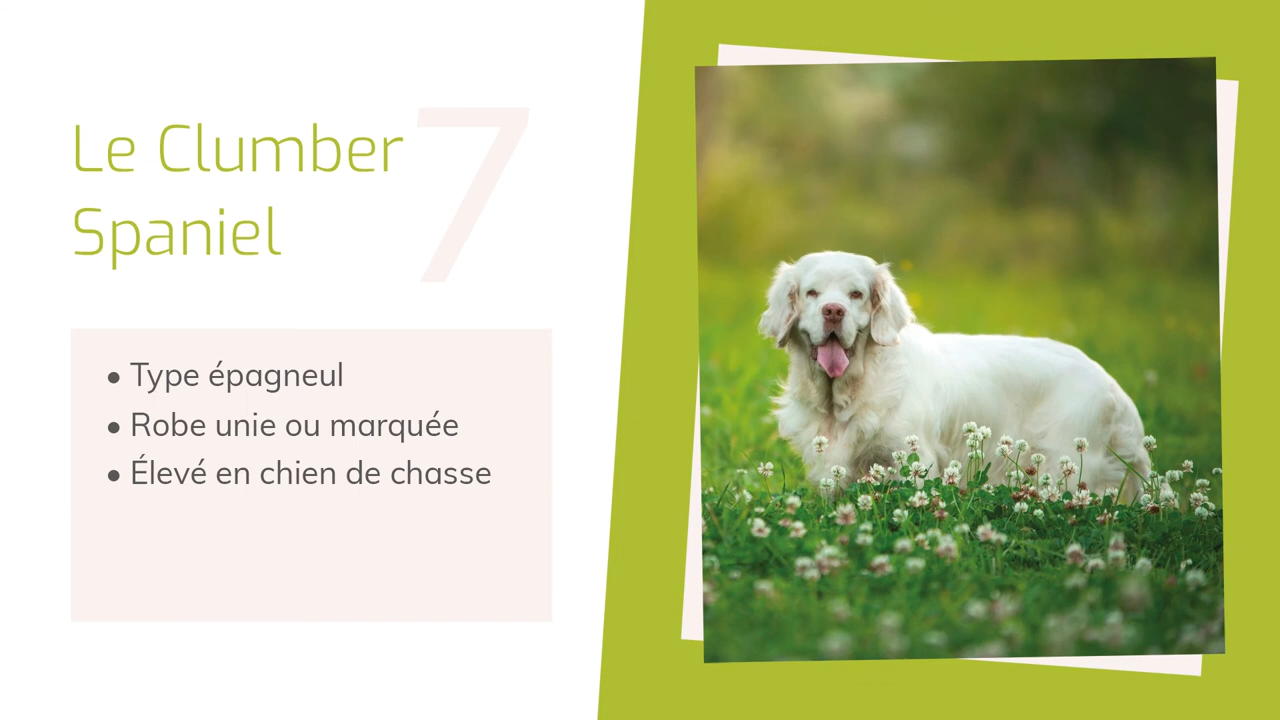 Le Clumber
Spaniel
7
• Type épagneul
• Robe unie ou marquée
• Élevé en chien de chasse